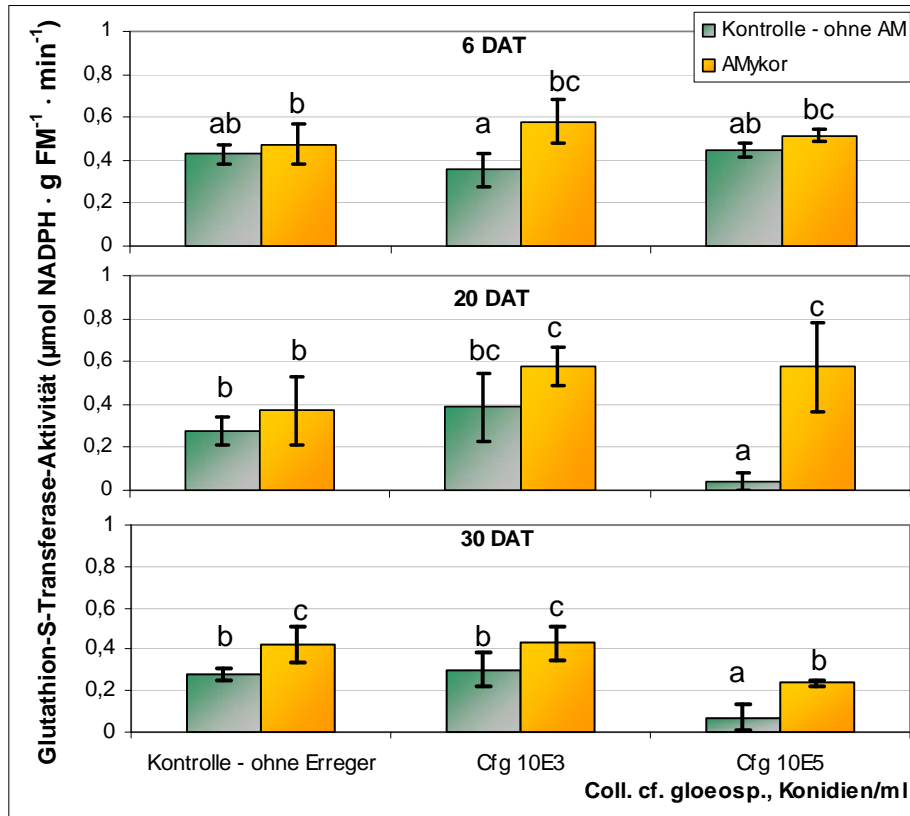 Glutathion-S-Transferase-Aktivität (µmol NADPH · g FM⁻¹ · min⁻¹)
Kontrolle - ohne AM
AMykor
6 DAT
1
0,8
0,6
0,4
0,2
0
ab
b
a
bc
ab
bc
20 DAT
1
0,8
0,6
0,4
0,2
0
b
b
bc
c
a
c
30 DAT
1
0,8
0,6
0,4
0,2
0
b
c
b
c
a
b
Kontrolle - ohne Erreger
Cfg 10E3
Cfg 10E5
Coll. cf. gloeosp., Konidien/ml